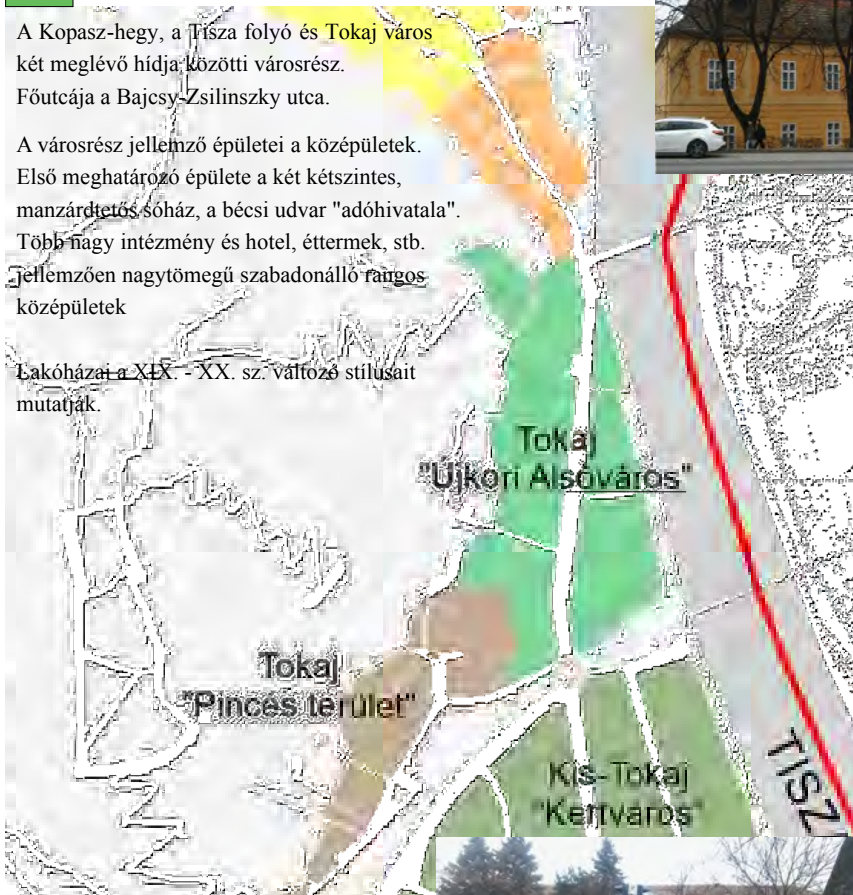 A Kopasz-hegy, a Tisza folyó és Tokaj város
két meglévő hídja közötti városrész.
Főutcája a Bajcsy-Zsilinszky utca.
A városrész jellemző épületei a középületek.
Első meghatározó épülete a két kétszintes,
manzárdtetős sóház, a bécsi udvar "adóhivatala".
Több nagy intézmény és hotel, éttermek, stb.
jellemzően nagytömegű szabadonálló rangos
középületek
Lakóházai a XIX. - XX. sz. változó stílusait
mutatják.
Tokaj
"Újkori Alsóváros"
Tokaj
"Pincés terület"
Kis-Tokaj
"Kertváros"
TISZA